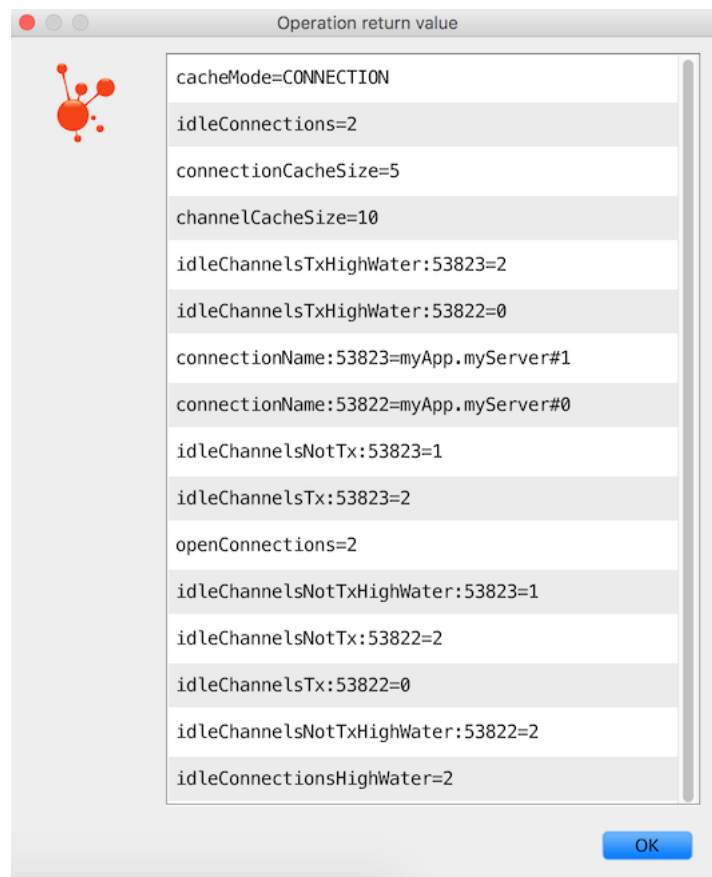 Operation return value
cacheMode=CONNECTION
idleConnections=2
connectionCacheSize=5
channelCacheSize=10
idleChannelsTxHighWater:53823=2
idleChannelsTxHighWater:53822=0
connectionName:53823=myApp.myServer#1
connectionName:53822=myApp.myServer#0
idleChannelsNotTx:53823=1
idleChannelsTx:53823=2
openConnections=2
idleChannelsNotTxHighWater:53823=1
idleChannelsNotTx:53822=2
idleChannelsTx:53822=0
idleChannelsNotTxHighWater:53822=2
idleConnectionsHighWater=2
OK